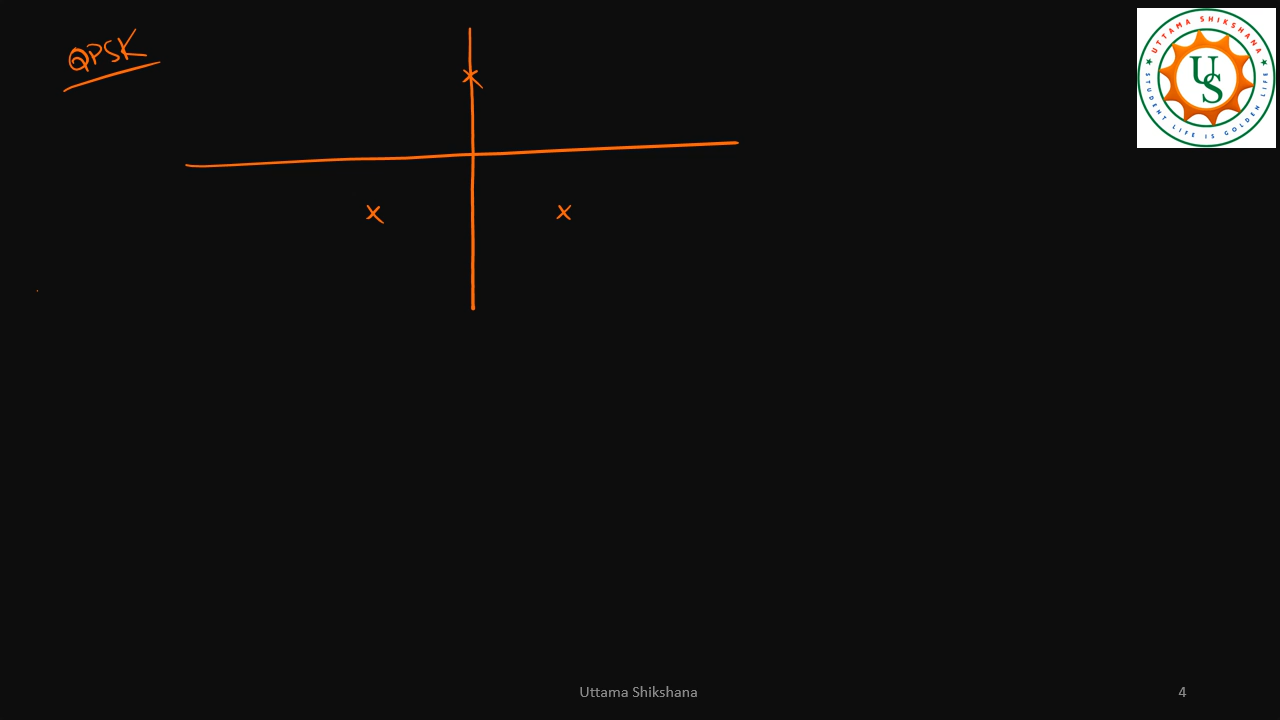 QPSK
x
x x
UTTAMA SHIKSHANA
US
STUDENT LIFE IS GOLDEN LIFE
Uttama Shikshana
4